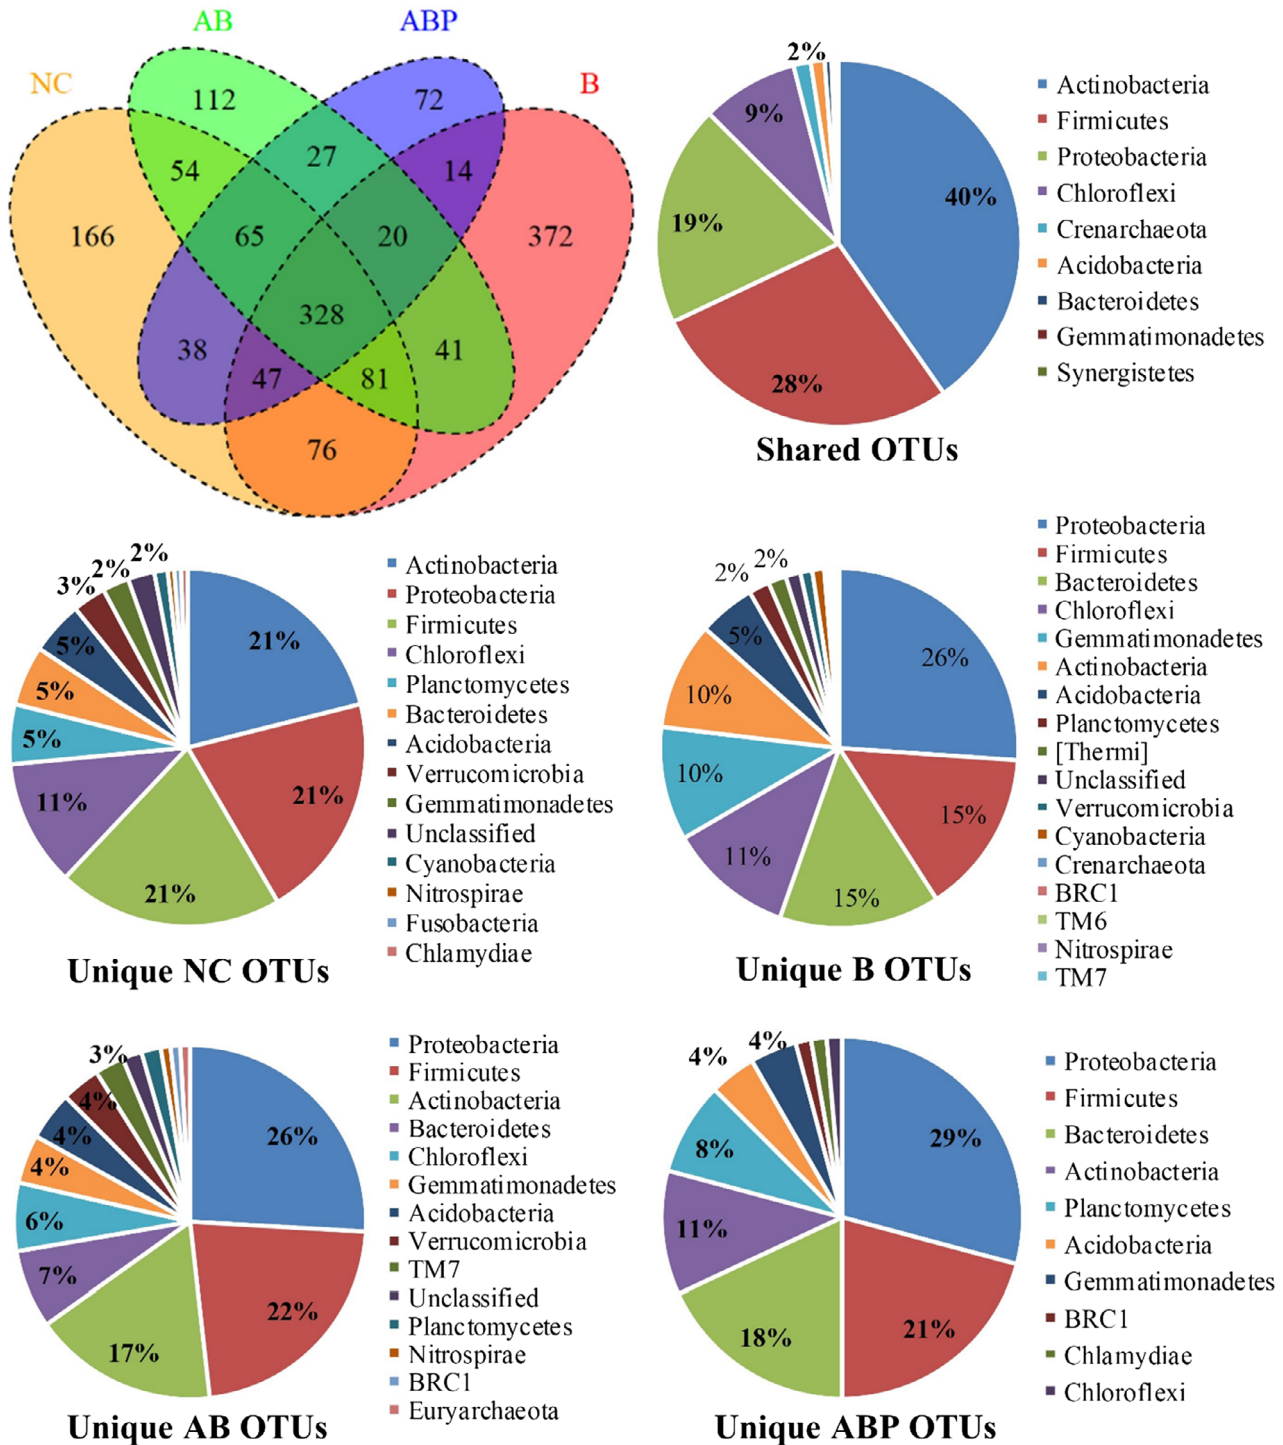 AB
ABP
NC
B
112
72
54
27
14
166
65
20
372
328
38
47
81
41
76
2%
9%
40%
19%
28%
Actinobacteria
Firmicutes
Proteobacteria
Chloroflexi
Crenarchaeota
Acidobacteria
Bacteroidetes
Gemmatimonadetes
Synergistetes
Shared OTUs
2%
2%
3%
5%
21%
5%
5%
11%
21%
21%
Actinobacteria
Proteobacteria
Firmicutes
Chloroflexi
Planctomycetes
Bacteroidetes
Acidobacteria
Verrucomicrobia
Gemmatimonadetes
Unclassified
Cyanobacteria
Nitrospirae
Fusobacteria
Chlamydiae
Unique NC OTUs
2%
2%
5%
26%
10%
10%
15%
11%
15%
Proteobacteria
Firmicutes
Bacteroidetes
Chloroflexi
Gemmatimonadetes
Actinobacteria
Acidobacteria
Planctomycetes
[Thermi]
Unclassified
Verrucomicrobia
Cyanobacteria
Crenarchaeota
BRC1
TM6
Nitrospirae
TM7
Unique B OTUs
3%
4%
4%
26%
4%
6%
7%
22%
17%
Proteobacteria
Firmicutes
Actinobacteria
Bacteroidetes
Chloroflexi
Gemmatimonadetes
Acidobacteria
Verrucomicrobia
TM7
Unclassified
Planctomycetes
Nitrospirae
BRC1
Euryarchaeota
Unique AB OTUs
4%
4%
29%
8%
11%
21%
18%
Proteobacteria
Firmicutes
Bacteroidetes
Actinobacteria
Planctomycetes
Acidobacteria
Gemmatimonadetes
BRC1
Chlamydiae
Chloroflexi
Unique ABP OTUs